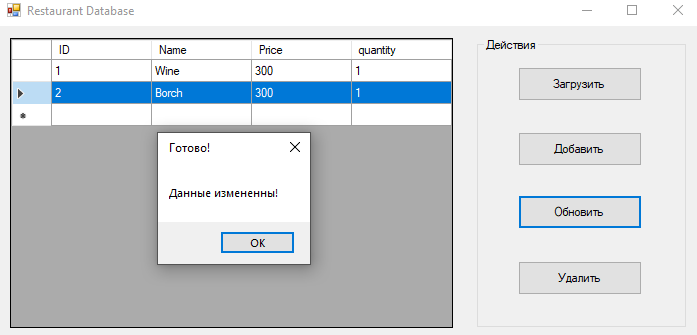 Restaurant Database
ID Name Price quantity
1 Wine 300 1
2 Borch 300 1
Готово!
Данные измененны!
OK
Действия
Загрузить
Добавить
Обновить
Удалить